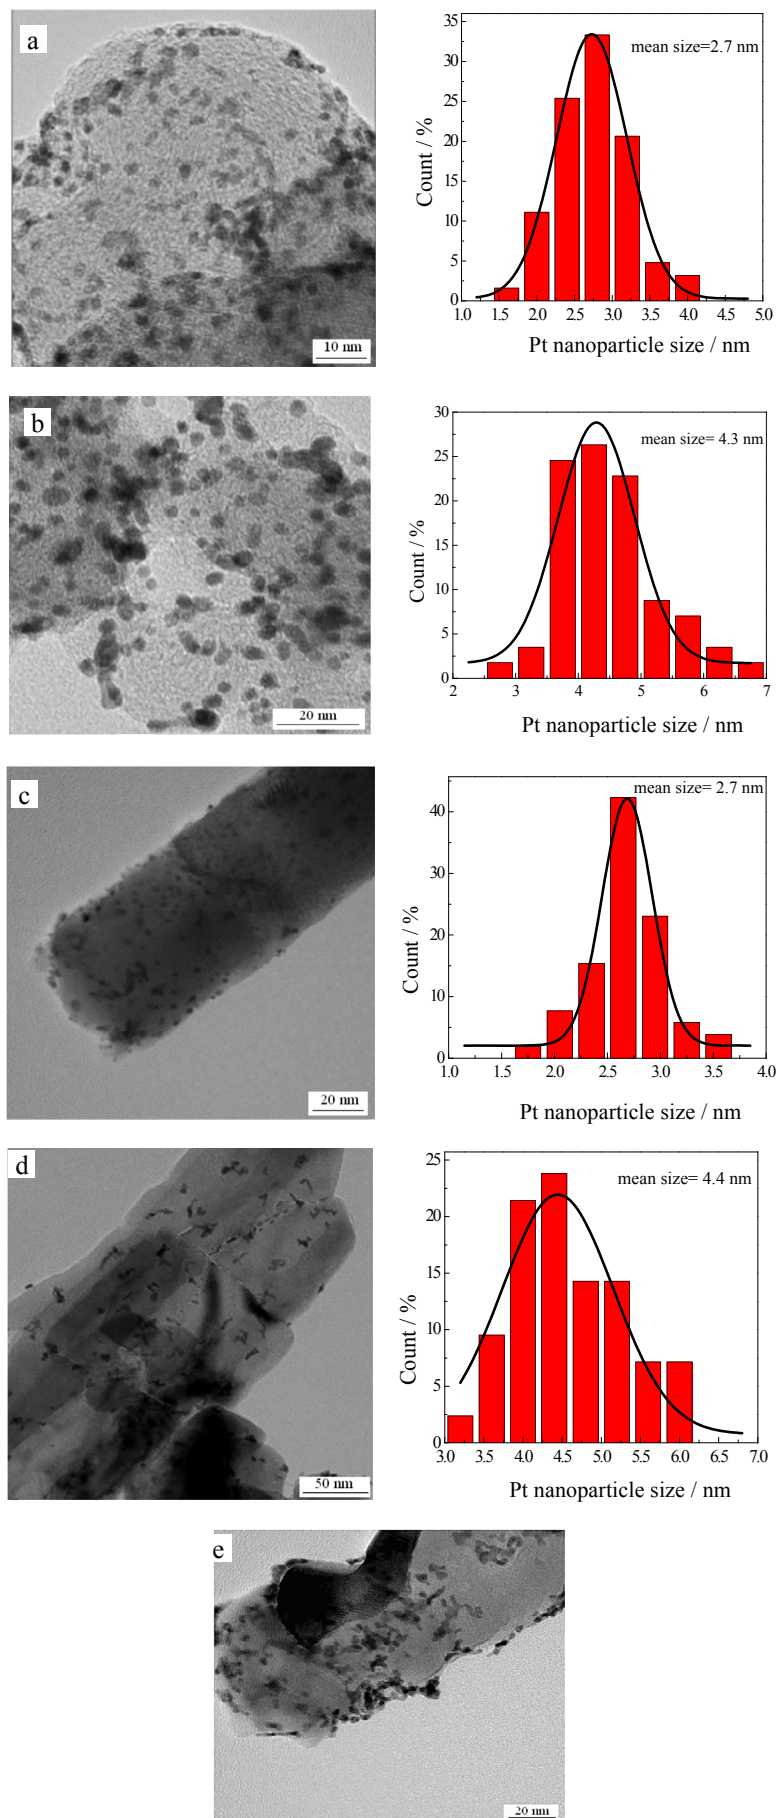 a
10 nm
mean size=2.7 nm
Count / %
35
30
25
20
15
10
5
0
1.0 1.5 2.0 2.5 3.0 3.5 4.0 4.5 5.0
Pt nanoparticle size / nm
b
20 nm
mean size= 4.3 nm
Count / %
30
25
20
15
10
5
0
2 3 4 5 6 7
Pt nanoparticle size / nm
c
20 nm
mean size= 2.7 nm
Count / %
40
30
20
10
0
1.0 1.5 2.0 2.5 3.0 3.5 4.0
Pt nanoparticle size / nm
d
50 nm
mean size= 4.4 nm
Count / %
25
20
15
10
5
0
3.0 3.5 4.0 4.5 5.0 5.5 6.0 6.5 7.0
Pt nanoparticle size / nm
e
20 nm